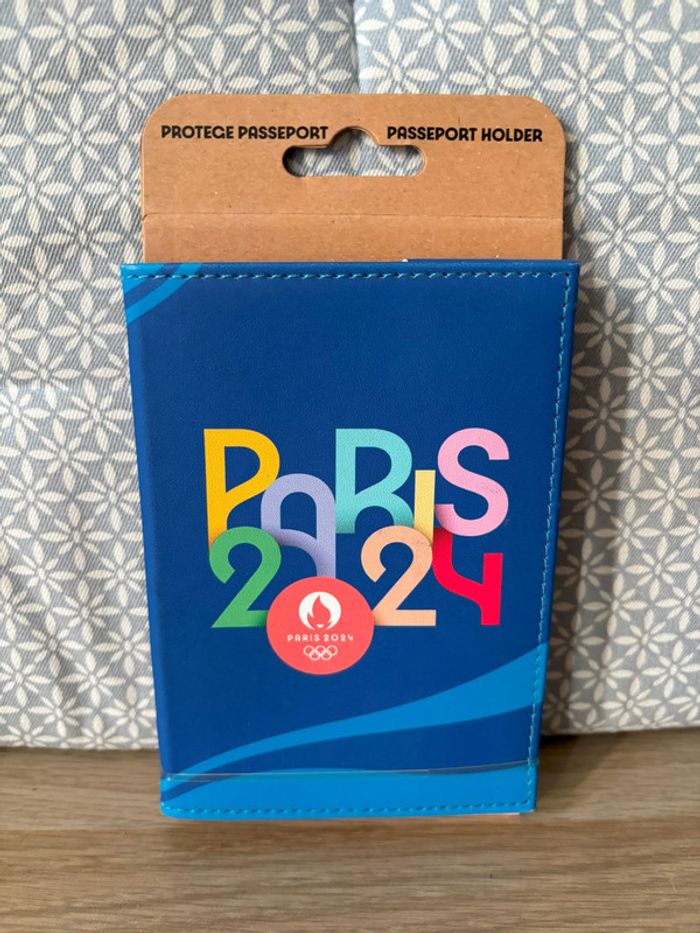 PROTEGE PASSEPORT PASSEPORT HOLDER
PARIS
2024
PARIS 2024